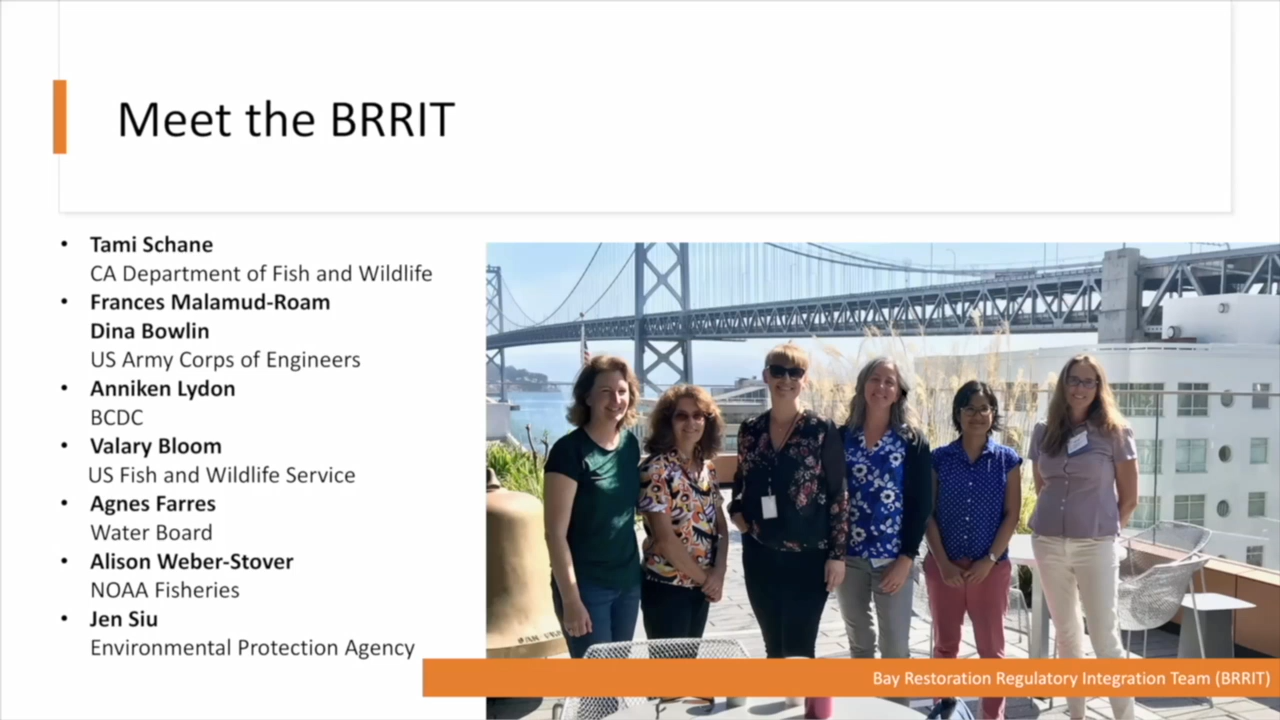 Meet the BRRIT
• Tami Schane
CA Department of Fish and Wildlife
• Frances Malamud-Roam
Dina Bowlin
US Army Corps of Engineers
• Anniken Lydon
BCDC
• Valary Bloom
US Fish and Wildlife Service
• Agnes Farres
Water Board
• Alison Weber-Stover
NOAA Fisheries
• Jen Siu
Environmental Protection Agency
Bay Restoration Regulatory Integration Team (BRRIT)